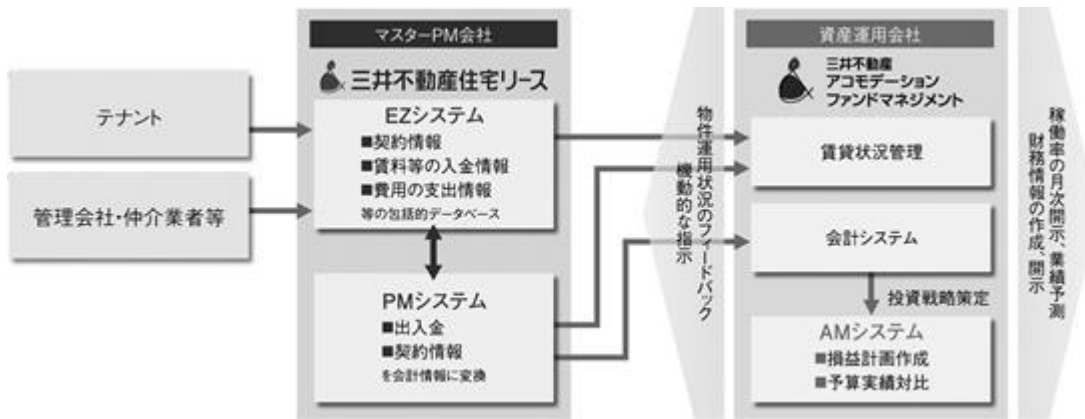 テナント
管理会社・仲介業者等
マスターPM会社
三井不動産住宅リース
EZシステム
■契約情報
■賃料等の入金情報
■費用の支出情報
等の包括的データベース
PMシステム
■出入金
■契約情報
を会計情報に変換
物件運用状況のフィードバック
機動的な指示
資産運用会社
三井不動産
アコモデーション
ファンドマネジメント
賃貸状況管理
会計システム
投資戦略策定
AMシステム
■損益計画作成
■予算実績対比
稼働率の月次開示、業績予測
財務情報の作成、開示